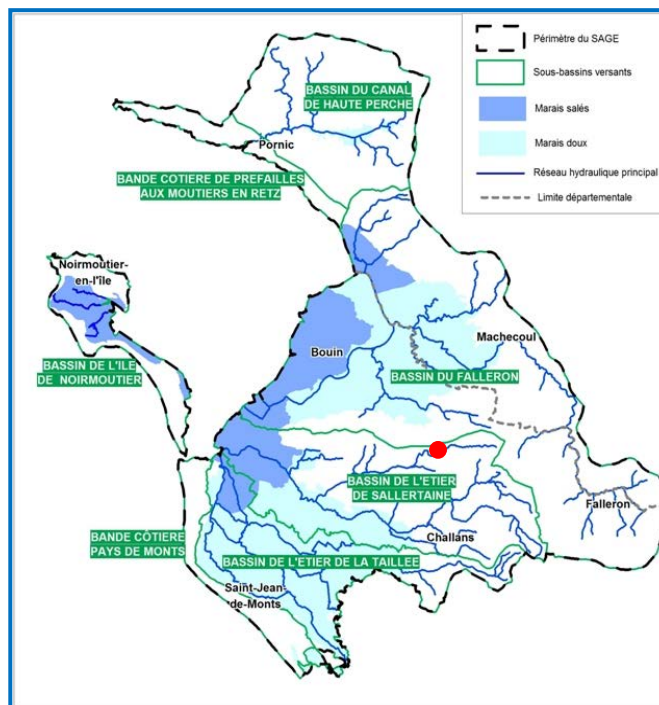 Périmètre du SAGE
Sous-bassins versants
Marais salés
Marais doux
Réseau hydraulique principal
Limite départementale
BASSIN DU CANAL
DE HAUTE PERCHE
Pornic
BANDE COTIERE DE PREFAILLES
AUX MOUTIERS EN RETZ
Noirmoutier-
en-l'île
BASSIN DE L'ILE
DE NOIRMOUTIER
Bouin
Machecoul
BASSIN DU FALLERON
BASSIN DE L'ETIER
DE SALLERTAINE
Falleron
Challans
BANDE CÔTIERE
PAYS DE MONTS
BASSIN DE L'ETIER DE LA TAILLEE
Saint-Jean-
de-Monts